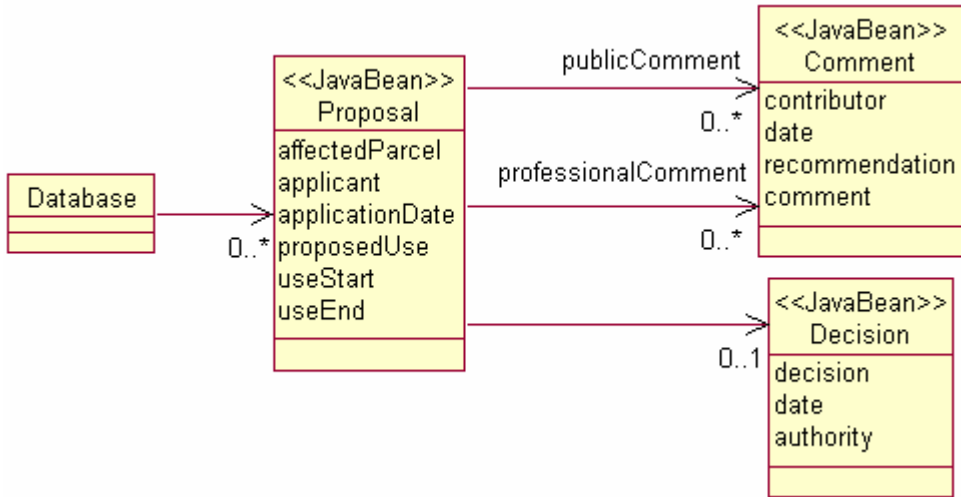 Database
0..*
<<JavaBean>>
Proposal
affectedParcel
applicant
applicationDate
proposedUse
useStart
useEnd
publicComment
0..*
professionalComment
0..*
0..1
<<JavaBean>>
Comment
contributor
date
recommendation
comment
<<JavaBean>>
Decision
decision
date
authority